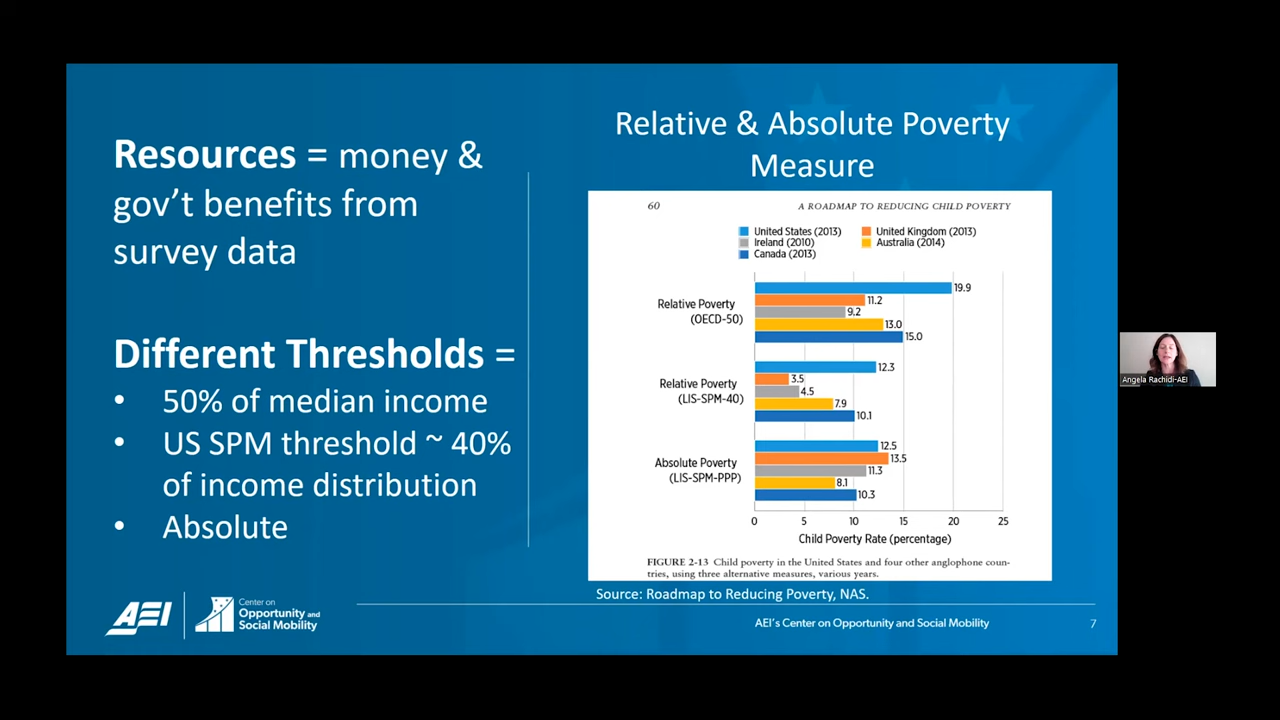 Resources = money &
gov’t benefits from
survey data
Different Thresholds =
• 50% of median income
• US SPM threshold ~ 40%
of income distribution
• Absolute
Relative & Absolute Poverty
Measure
60
A ROADMAP TO REDUCING CHILD POVERTY
United States (2013)
United Kingdom (2013)
Ireland (2010)
Australia (2014)
Canada (2013)
Relative Poverty
(OECD-50)
19.9
11.2
9.2
13.0
15.0
Relative Poverty
(LIS-SPM-40)
12.3
3.5
4.5
7.9
10.1
Absolute Poverty
(LIS-SPM-PPP)
12.5
13.5
11.3
8.1
10.3
0 5 10 15 20 25
Child Poverty Rate (percentage)
FIGURE 2-13 Child poverty in the United States and four other anglophone coun-
tries, using three alternative measures, various years.
Source: Roadmap to Reducing Poverty, NAS.
AEI
Center on
Opportunity and
Social Mobility
AEI’s Center on Opportunity and Social Mobility
7
Angela Rachidi-AEI